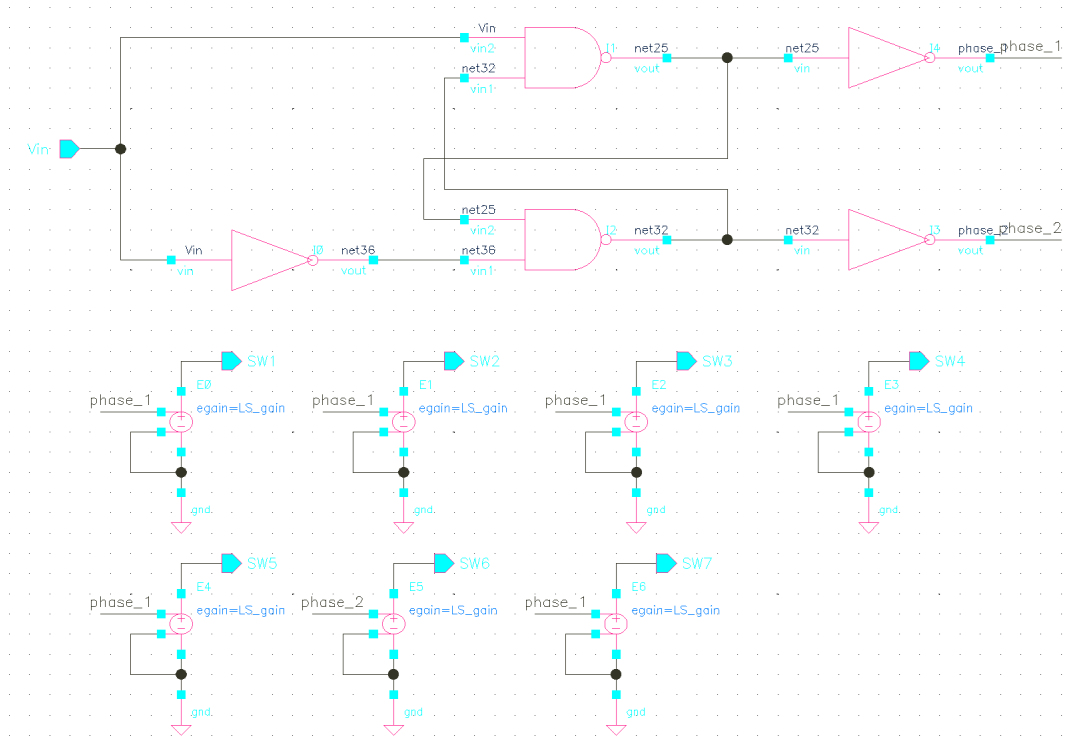 Vin
vin2
net32
vin1
I1
net25
vout
net25
vin
I4
phase_1
vout
phase_1
Vin
Vin
vin
I0
net36
vout
net25
vin2
net36
vin1
I2
net32
vout
net32
vin
I3
phase_2
vout
phase_2
SW1
SW2
SW3
SW4
E0
E1
E2
E3
phase_1
egain=LS_gain
phase_1
egain=LS_gain
phase_1
egain=LS_gain
phase_1
egain=LS_gain
gnd
gnd
gnd
gnd
SW5
SW6
SW7
E4
E5
E6
phase_1
egain=LS_gain
phase_2
egain=LS_gain
phase_1
egain=LS_gain
gnd
gnd
gnd